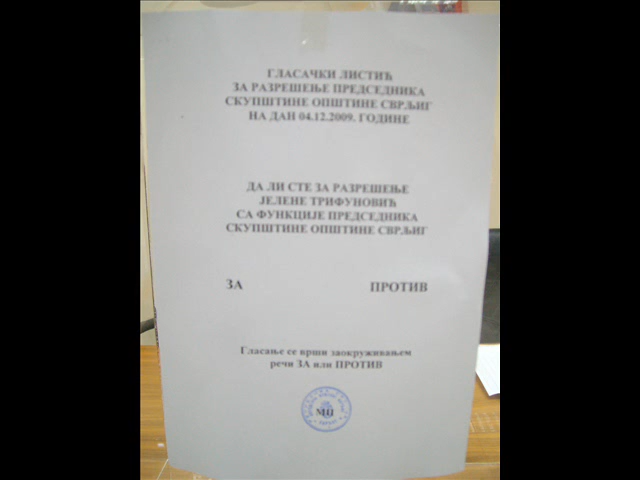 ГЛАСАЧКИ ЛИСТИЋ
ЗА РАЗРЕШЕЊЕ ПРЕДСЕДНИКА
СКУПШТИНЕ ОПШТИНЕ СВРЉИГ
НА ДАН 04.12.2009. ГОДИНЕ
ДА ЛИ СТЕ ЗА РАЗРЕШЕЊЕ
ЈЕЛЕНЕ ТРИФУНОВИЋ
СА ФУНКЦИЈЕ ПРЕДСЕДНИКА
СКУПШТИНЕ ОПШТИНЕ СВРЉИГ
ЗА ПРОТИВ
Гласање се врши заокруживањем
речи ЗА или ПРОТИВ
МП